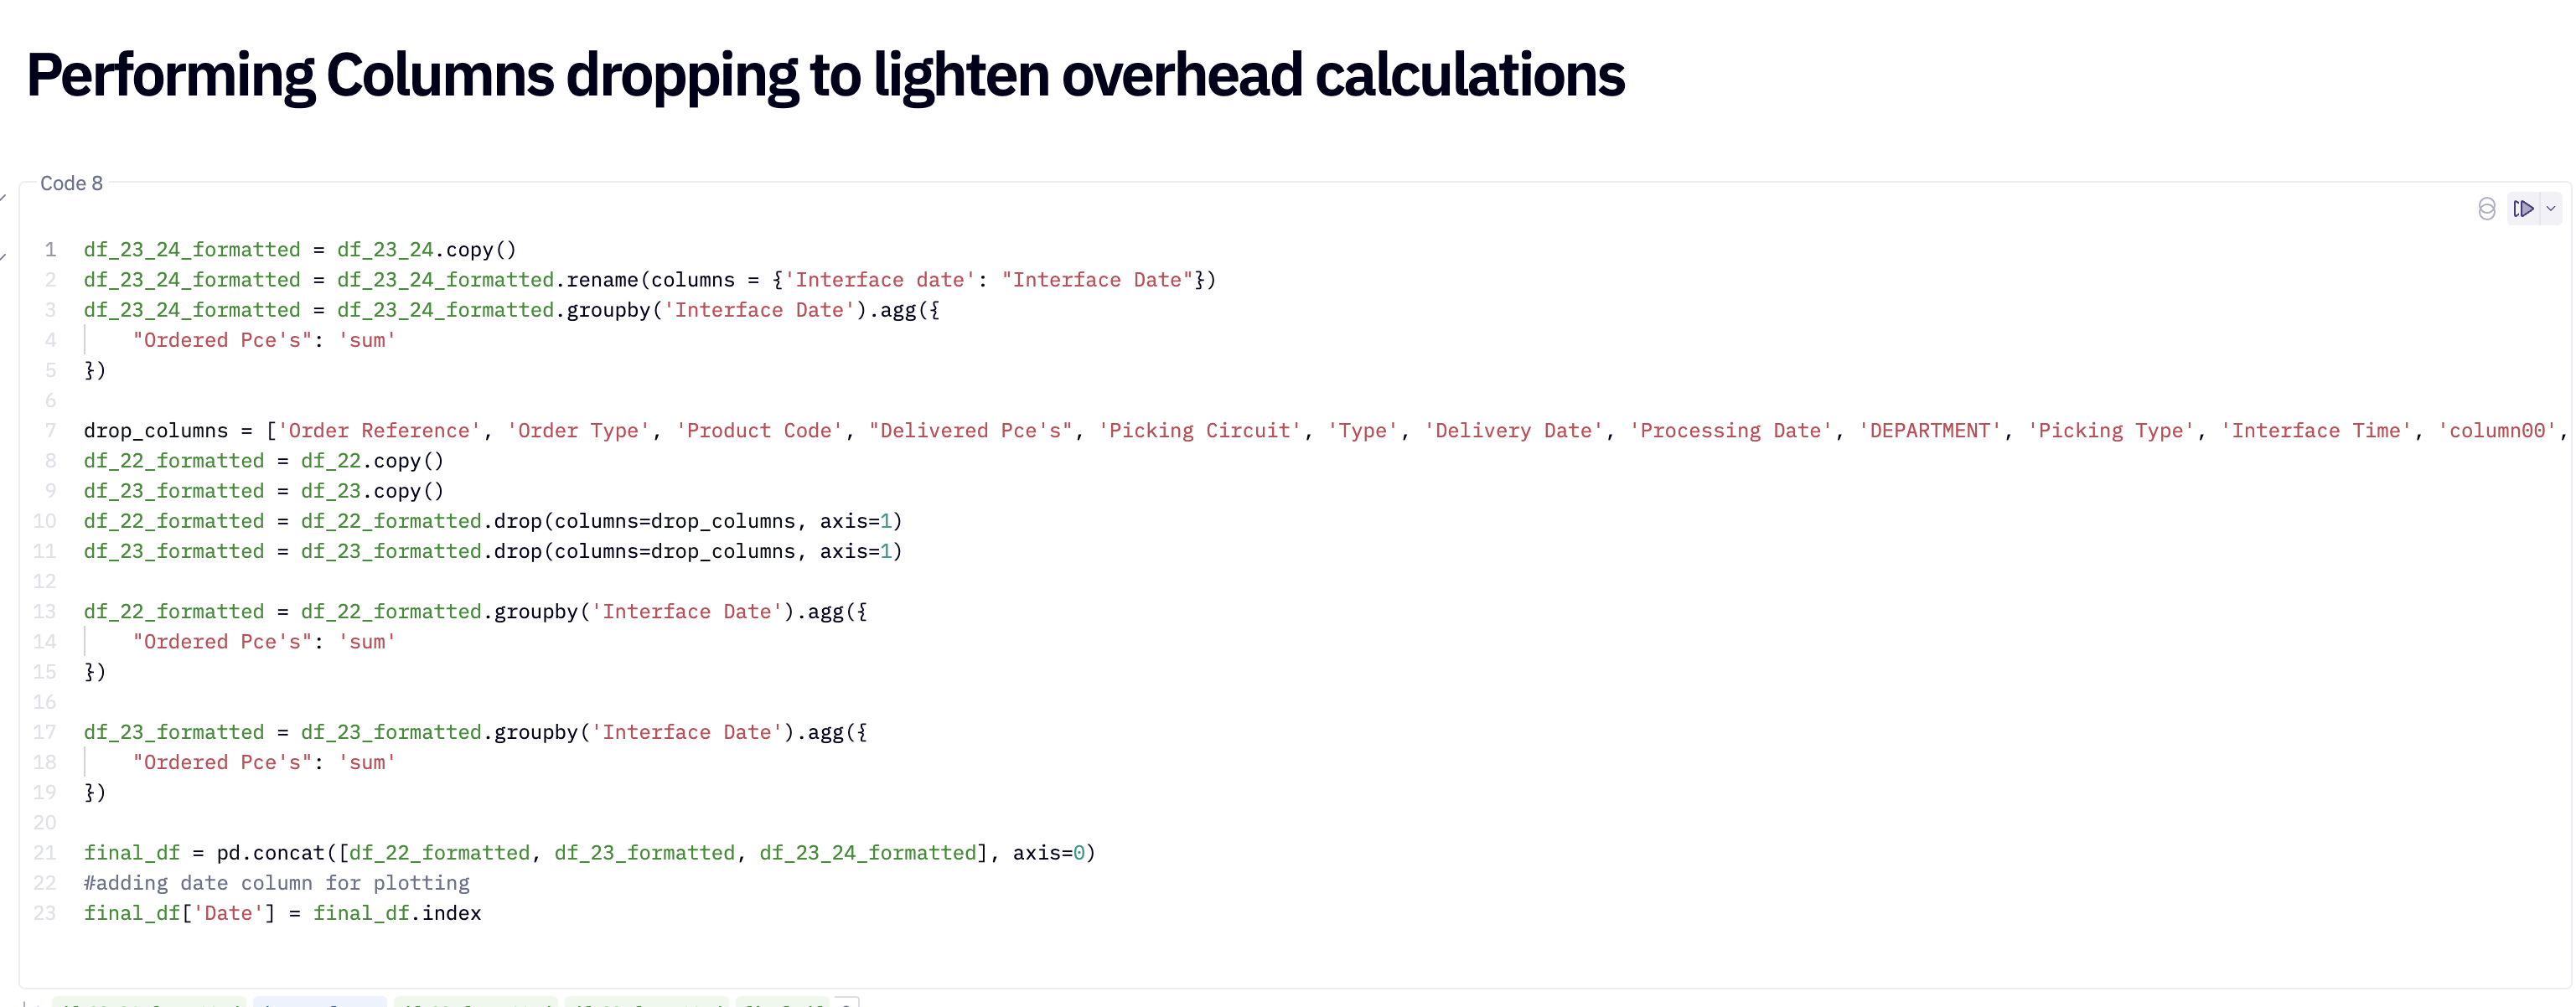 Performing Columns dropping to lighten overhead calculations
Code 8
1 df_23_24_formatted = df_23_24.copy()
2 df_23_24_formatted = df_23_24_formatted.rename(columns = {'Interface date': "Interface Date"})
3 df_23_24_formatted = df_23_24_formatted.groupby('Interface Date').agg({
4     "Ordered Pce's": 'sum'
5 })
6
7 drop_columns = ['Order Reference', 'Order Type', 'Product Code', "Delivered Pce's", 'Picking Circuit', 'Type', 'Delivery Date', 'Processing Date', 'DEPARTMENT', 'Picking Type', 'Interface Time', 'column00',
8 df_22_formatted = df_22.copy()
9 df_23_formatted = df_23.copy()
10 df_22_formatted = df_22_formatted.drop(columns=drop_columns, axis=1)
11 df_23_formatted = df_23_formatted.drop(columns=drop_columns, axis=1)
12
13 df_22_formatted = df_22_formatted.groupby('Interface Date').agg({
14     "Ordered Pce's": 'sum'
15 })
16
17 df_23_formatted = df_23_formatted.groupby('Interface Date').agg({
18     "Ordered Pce's": 'sum'
19 })
20
21 final_df = pd.concat([df_22_formatted, df_23_formatted, df_23_24_formatted], axis=0)
22 #adding date column for plotting
23 final_df['Date'] = final_df.index